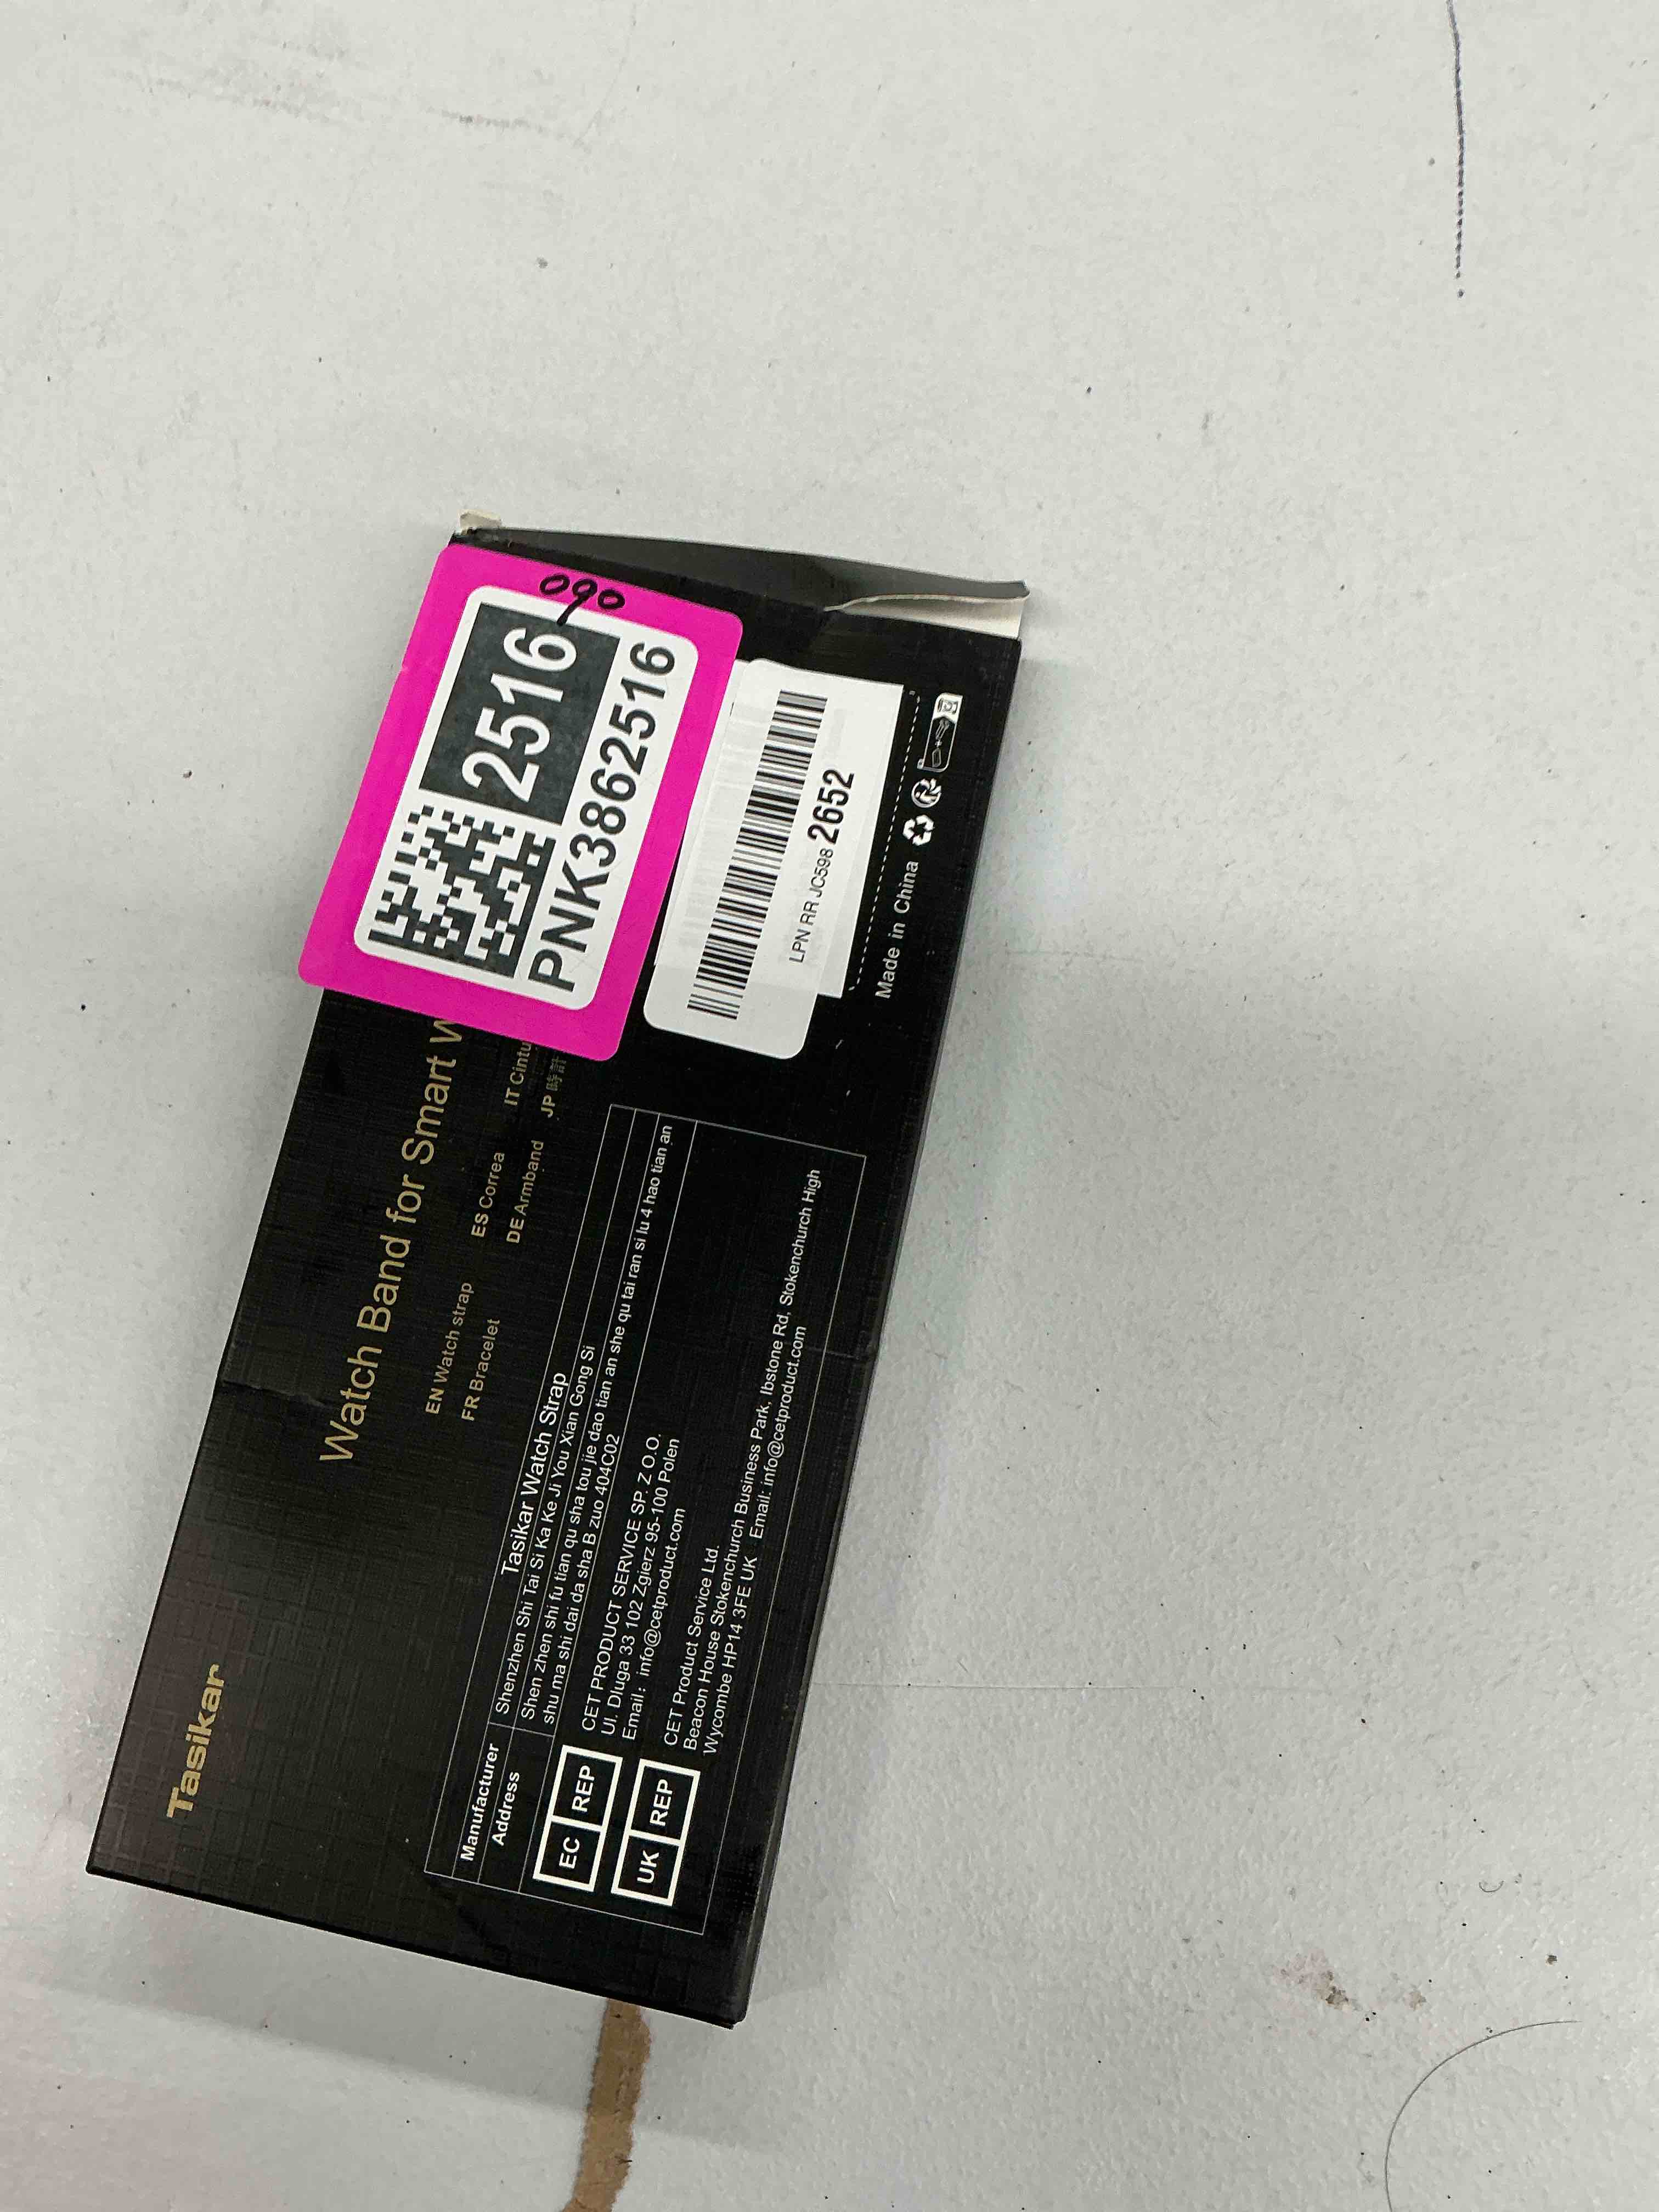 Tasikar
Watch Band for Smart W
EN Watch strap ES Correa IT Cintu
FR Bracelet DE Armband JP 時計
Tasikar Watch Strap
Manufacturer Shenzhen Shi Tai Si Ka Ke Ji You Xian Gong Si
Address Shen zhen shi fu tian qu sha tou jie dao tian an she qu tai ran si lu 4 hao tian an
shu ma shi dai da sha B zuo 404C02
EC REP
CET PRODUCT SERVICE SP. Z O.O.
Ul. Dluga 33 102 Zgierz 95-100 Polen
Email: info@cetproduct.com
UK REP
CET Product Service Ltd.
Beacon House Stokenchurch Business Park, Ibstone Rd, Stokenchurch High
Wycombe HP14 3FE UK Email: info@cetproduct.com
090
2516
PNK3862516
LPN RR JC598 2652
Made in China